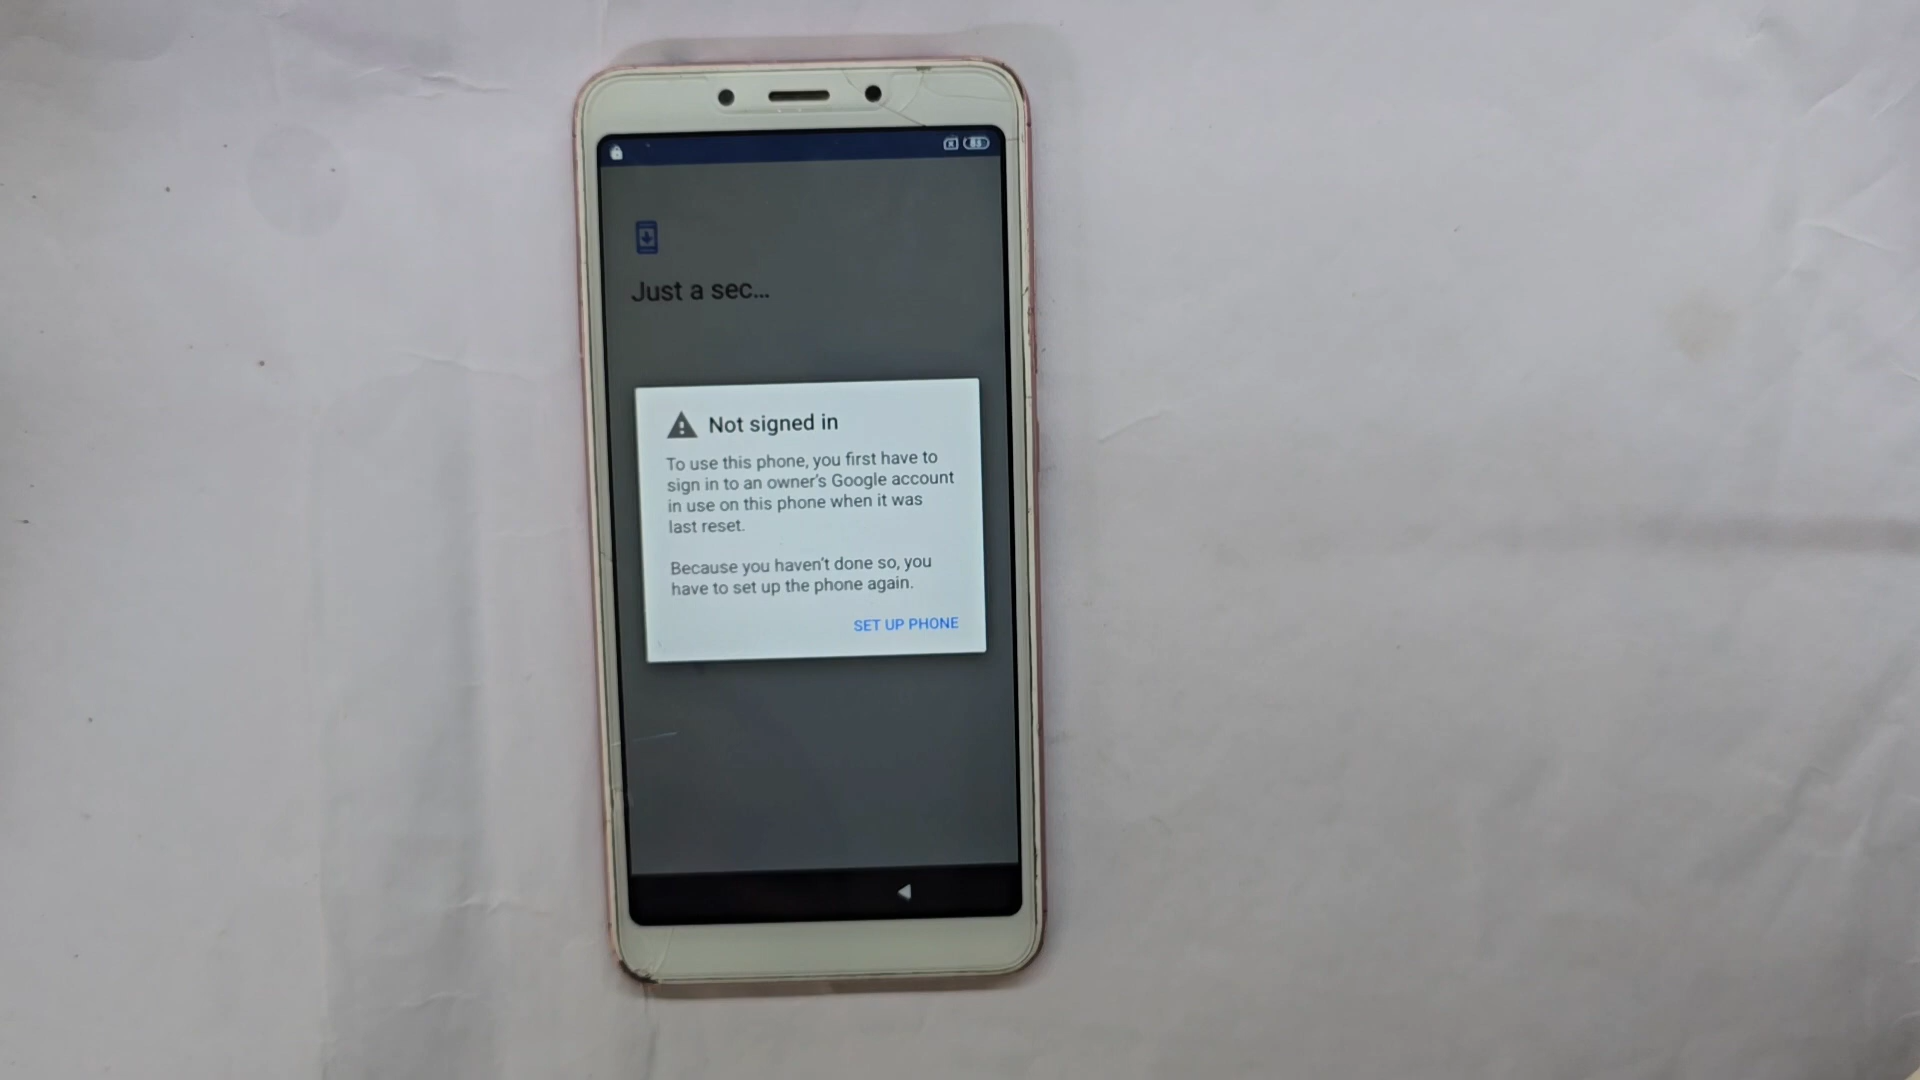 Just a sec...
Not signed in
To use this phone, you first have to
sign in to an owner's Google account
in use on this phone when it was
last reset.
Because you haven't done so, you
have to set up the phone again.
SET UP PHONE